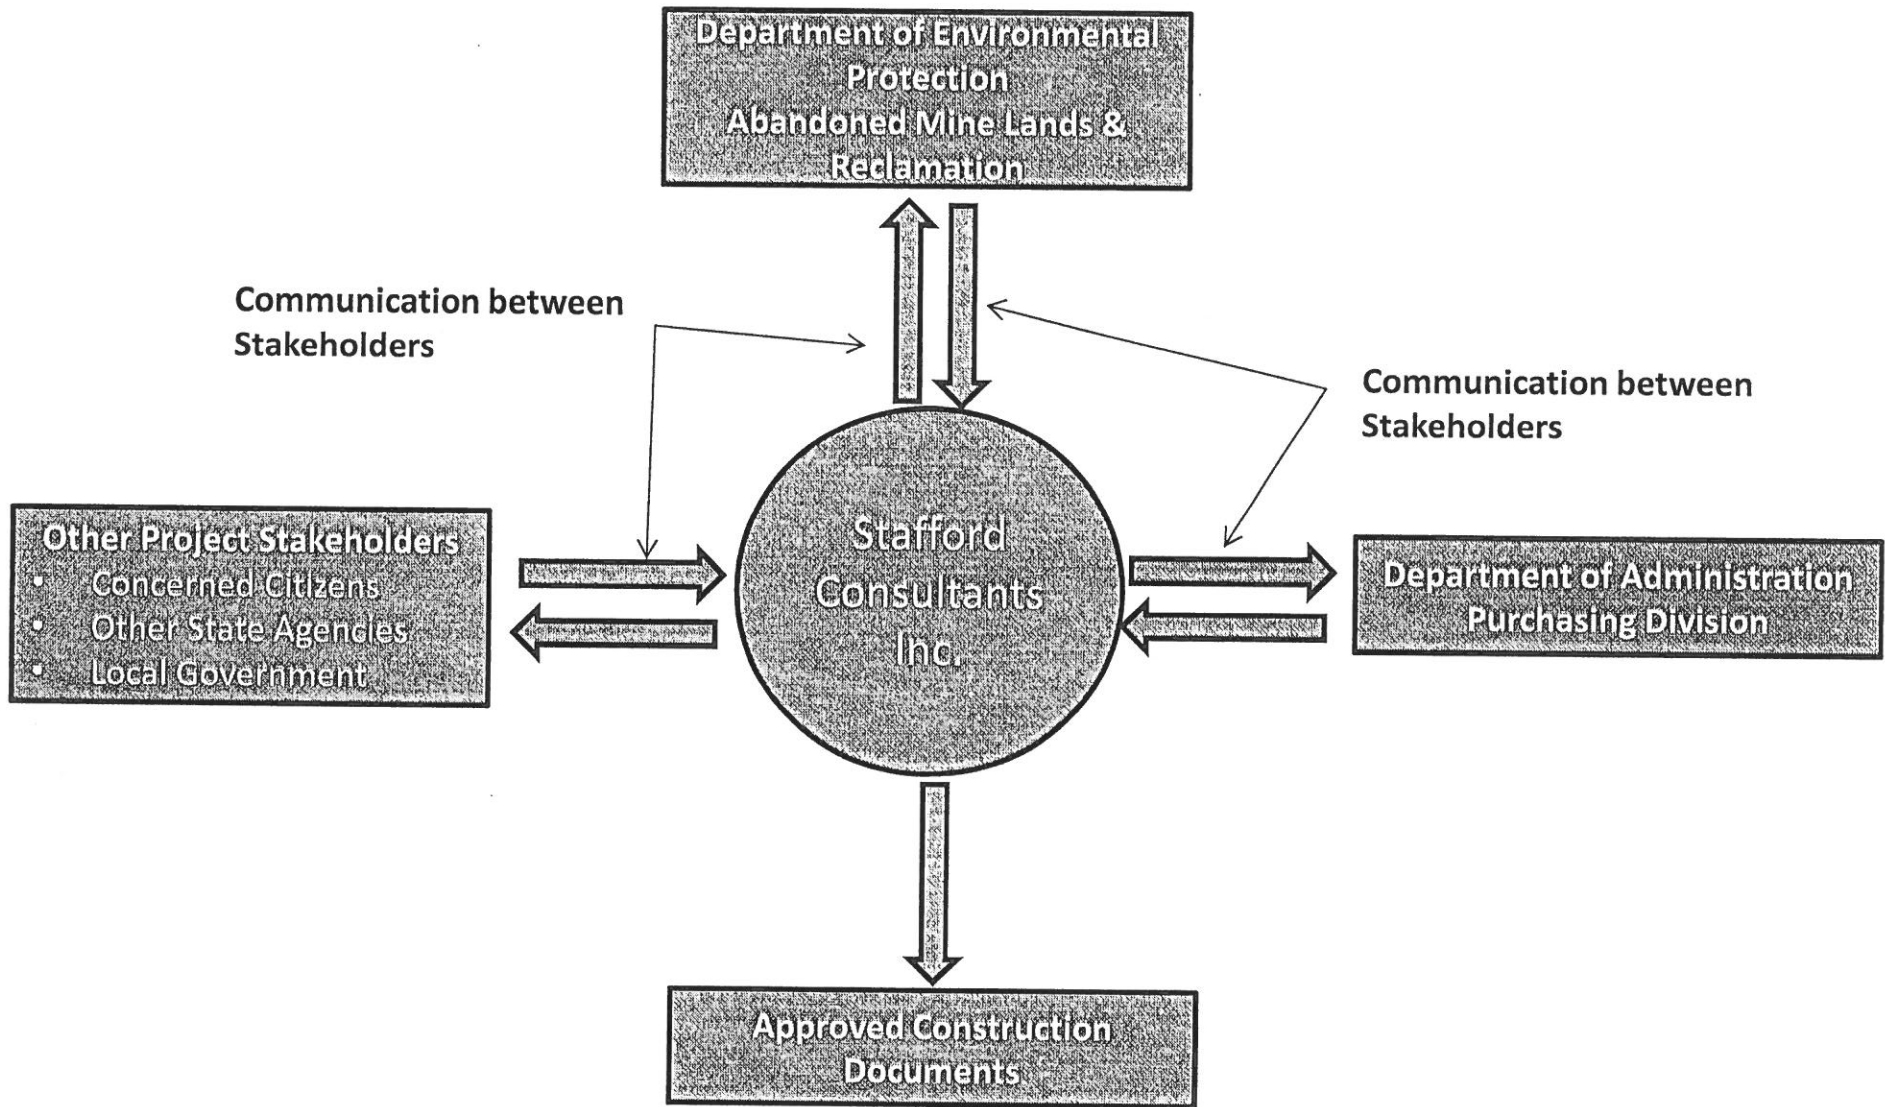 Department of Environmental
Protection
Abandoned Mine Lands &
Reclamation
Communication between
Stakeholders
Communication between
Stakeholders
Other Project Stakeholders
▪ Concerned Citizens
▪ Other State Agencies
▪ Local Government
Stafford
Consultants
Inc.
Department of Administration
Purchasing Division
Approved Construction
Documents